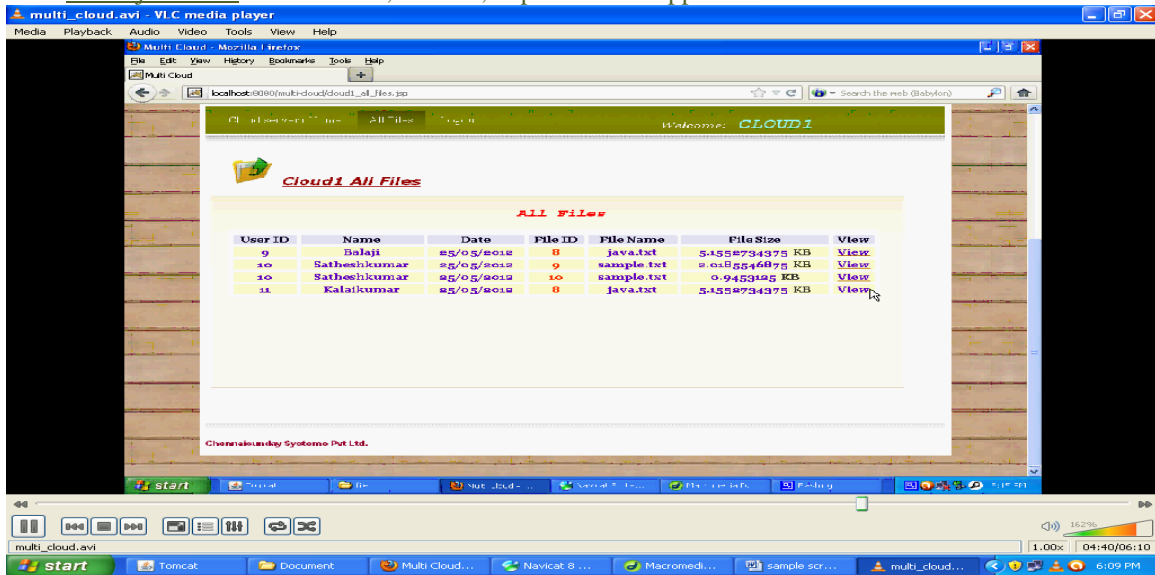 multi_cloud.avi - VLC media player
Media Playback Audio Video Tools View Help
Multi Cloud - Mozilla Firefox
File Edit View History Bookmarks Tools Help
Multi Cloud
localhost:8080/multi-cloud/cloud1_all_files.jsp
Search the web (Babylon)
All Files
Welcome: CLOUD1
Cloud1 All Files
All Files
User ID Name Date File ID File Name File Size View
9 Balaji 25/05/2012 8 java.txt 5.1552734375 KB View
10 Satheshkumar 25/05/2012 9 sample.txt 2.0185546875 KB View
10 Satheshkumar 25/05/2012 10 sample.txt 0.9453125 KB View
11 Kalaikumar 25/05/2012 8 java.txt 5.1552734375 KB View
Pvt Ltd.
start
162%
multi_cloud.avi 1.00x 04:40/06:10
start Tomcat Document Multi Cloud... Navicat 8 ... Macromedi... sample scr... multi_cloud... 6:09 PM